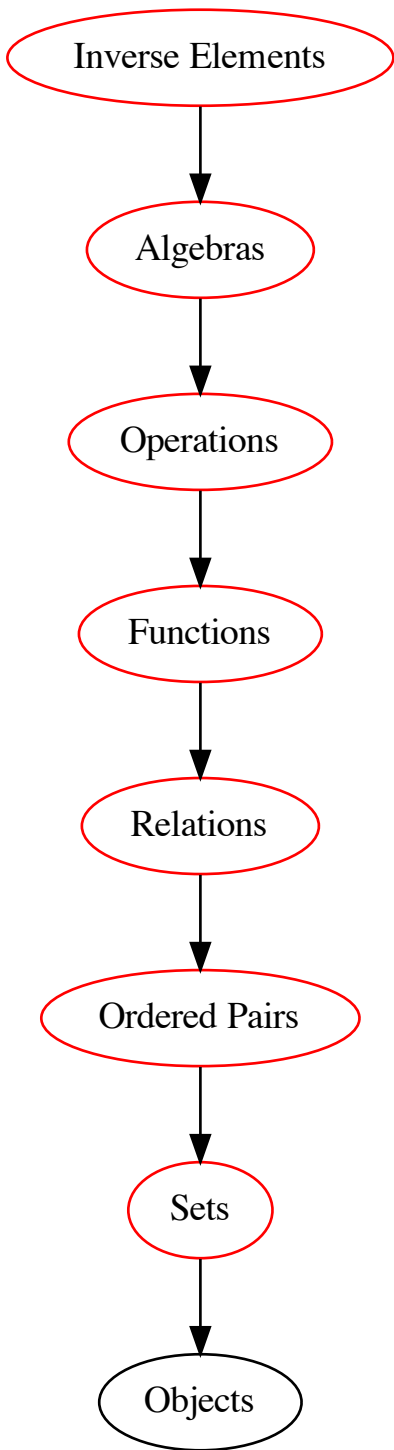 Inverse Elements
Algebras
Operations
Functions
Relations
Ordered Pairs
Sets
Objects